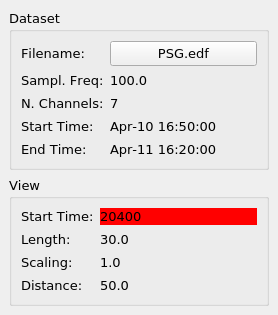 Dataset
Filename: PSG.edf
Sampl. Freq: 100.0
N. Channels: 7
Start Time: Apr-10 16:50:00
End Time: Apr-11 16:20:00
View
Start Time: 20400
Length: 30.0
Scaling: 1.0
Distance: 50.0